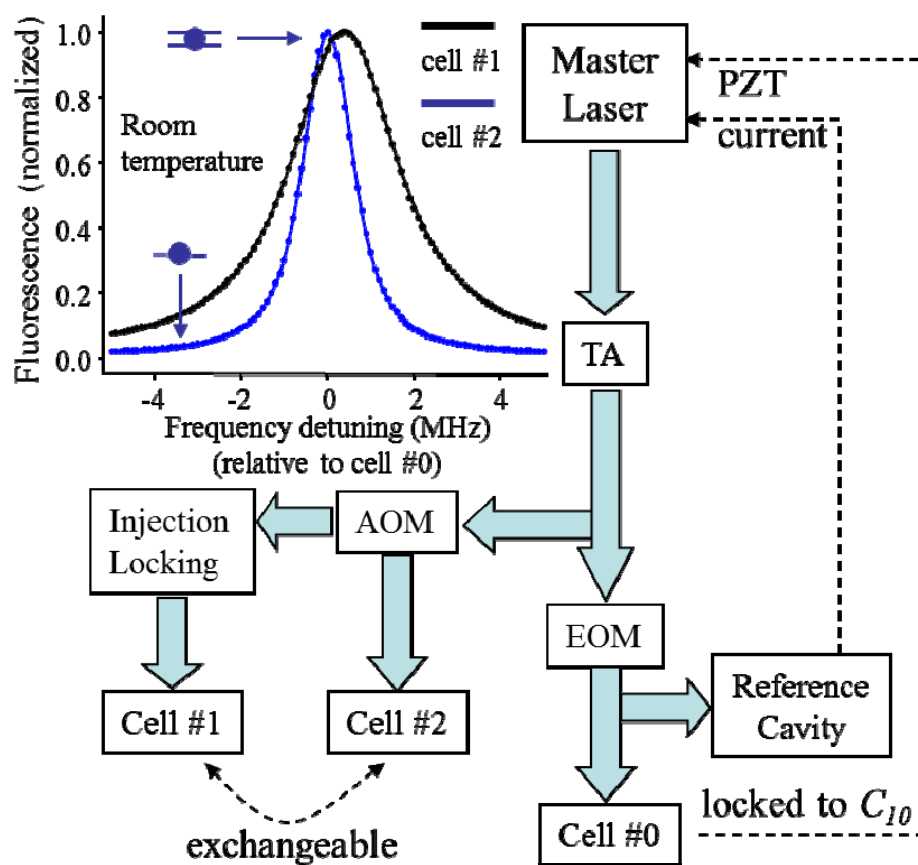 Fluorescence (normalized)
1.0
0.8
0.6
0.4
0.2
0.0
Room
temperature
cell #1
cell #2
-4
-2
0
2
4
Frequency detuning (MHz)
(relative to cell #0)
Master
Laser
PZT
current
TA
Injection
Locking
AOM
EOM
Cell #1
Cell #2
Reference
Cavity
exchangeable
Cell #0
locked to C10